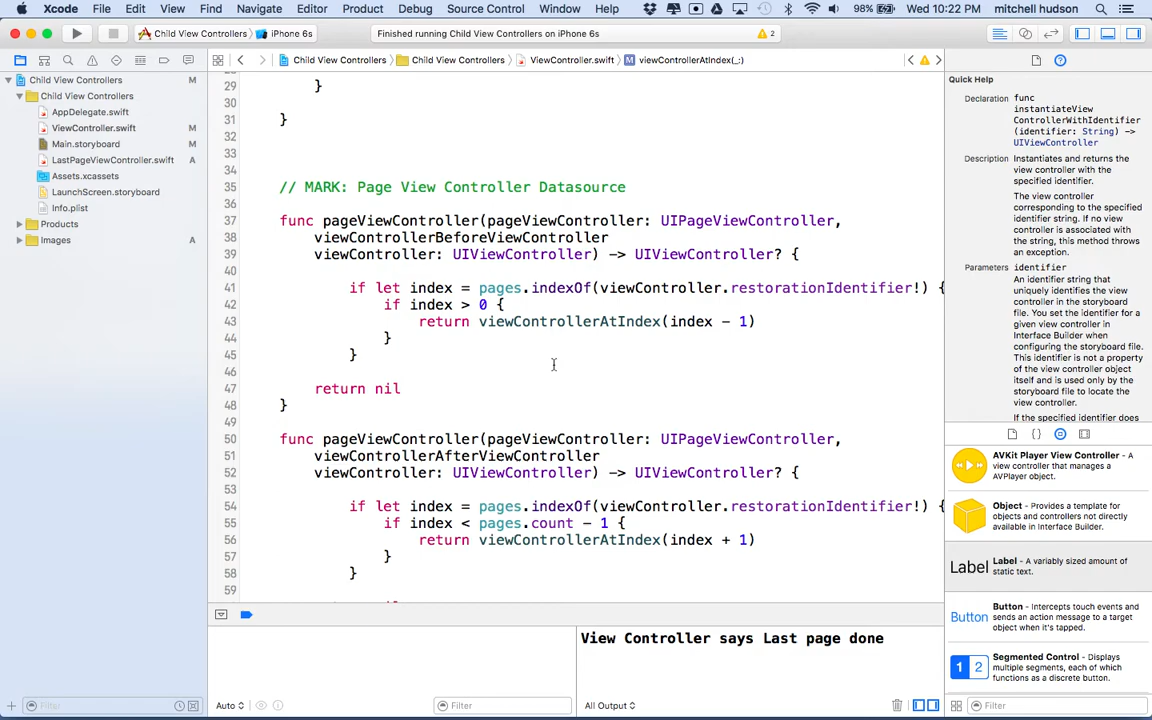 Xcode File Edit View Find Navigate Editor Product Debug Source Control Window Help 98% Wed 10:22 PM mitchell hudson
Child View Controllers iPhone 6s Finished running Child View Controllers on iPhone 6s 2
Child View Controllers Child View Controllers ViewController.swift M viewControllerAtIndex(_:)
Child View Controllers M
Child View Controllers
AppDelegate.swift
ViewController.swift M
Main.storyboard M
LastPageViewController.swift A
Assets.xcassets
LaunchScreen.storyboard
Info.plist
Products
Images A
Filter
29 }
30
31 }
32
33
34
35 // MARK: Page View Controller Datasource
36
37 func pageViewController(pageViewController: UIPageViewController,
38 viewControllerBeforeViewController
39 viewController: UIViewController) -> UIViewController? {
40
41 if let index = pages.indexOf(viewController.restorationIdentifier!) {
42 if index > 0 {
43 return viewControllerAtIndex(index - 1)
44 }
45 }
46
47 return nil
48 }
49
50 func pageViewController(pageViewController: UIPageViewController,
51 viewControllerAfterViewController
52 viewController: UIViewController) -> UIViewController? {
53
54 if let index = pages.indexOf(viewController.restorationIdentifier!) {
55 if index < pages.count - 1 {
56 return viewControllerAtIndex(index + 1)
57 }
58 }
59
Auto Filter
View Controller says Last page done
All Output
Quick Help
Declaration func
instantiateView
ControllerWithIdentifier
(identifier: String) ->
UIViewController
Description Instantiates and returns the
view controller with the
specified identifier.
The view controller
corresponding to the
specified identifier string. If no view
controller is associated with
the string, this method throws
an exception.
Parameters identifier
An identifier string that
uniquely identifies the view
controller in the storyboard
file. You set the identifier for a
given view controller in
Interface Builder when
configuring the storyboard file.
This identifier is not a property
of the view controller object
itself and is used only by the
storyboard file to locate the
view controller.
If the specified identifier does
AVKit Player View Controller - A
view controller that manages a
AVPlayer object.
Object - Provides a template for
objects and controllers not directly
available in Interface Builder.
Label Label - A variably sized amount of
static text.
Button Button - Intercepts touch events and
sends an action message to a target
object when it's tapped.
1 2 Segmented Control - Displays
multiple segments, each of which
functions as a discrete button.
Filter